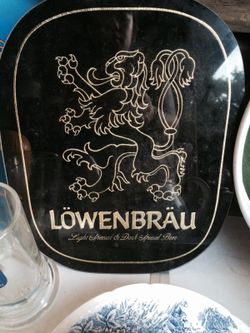 LÖWENBRÄU
Light Special & Dark Special Beer